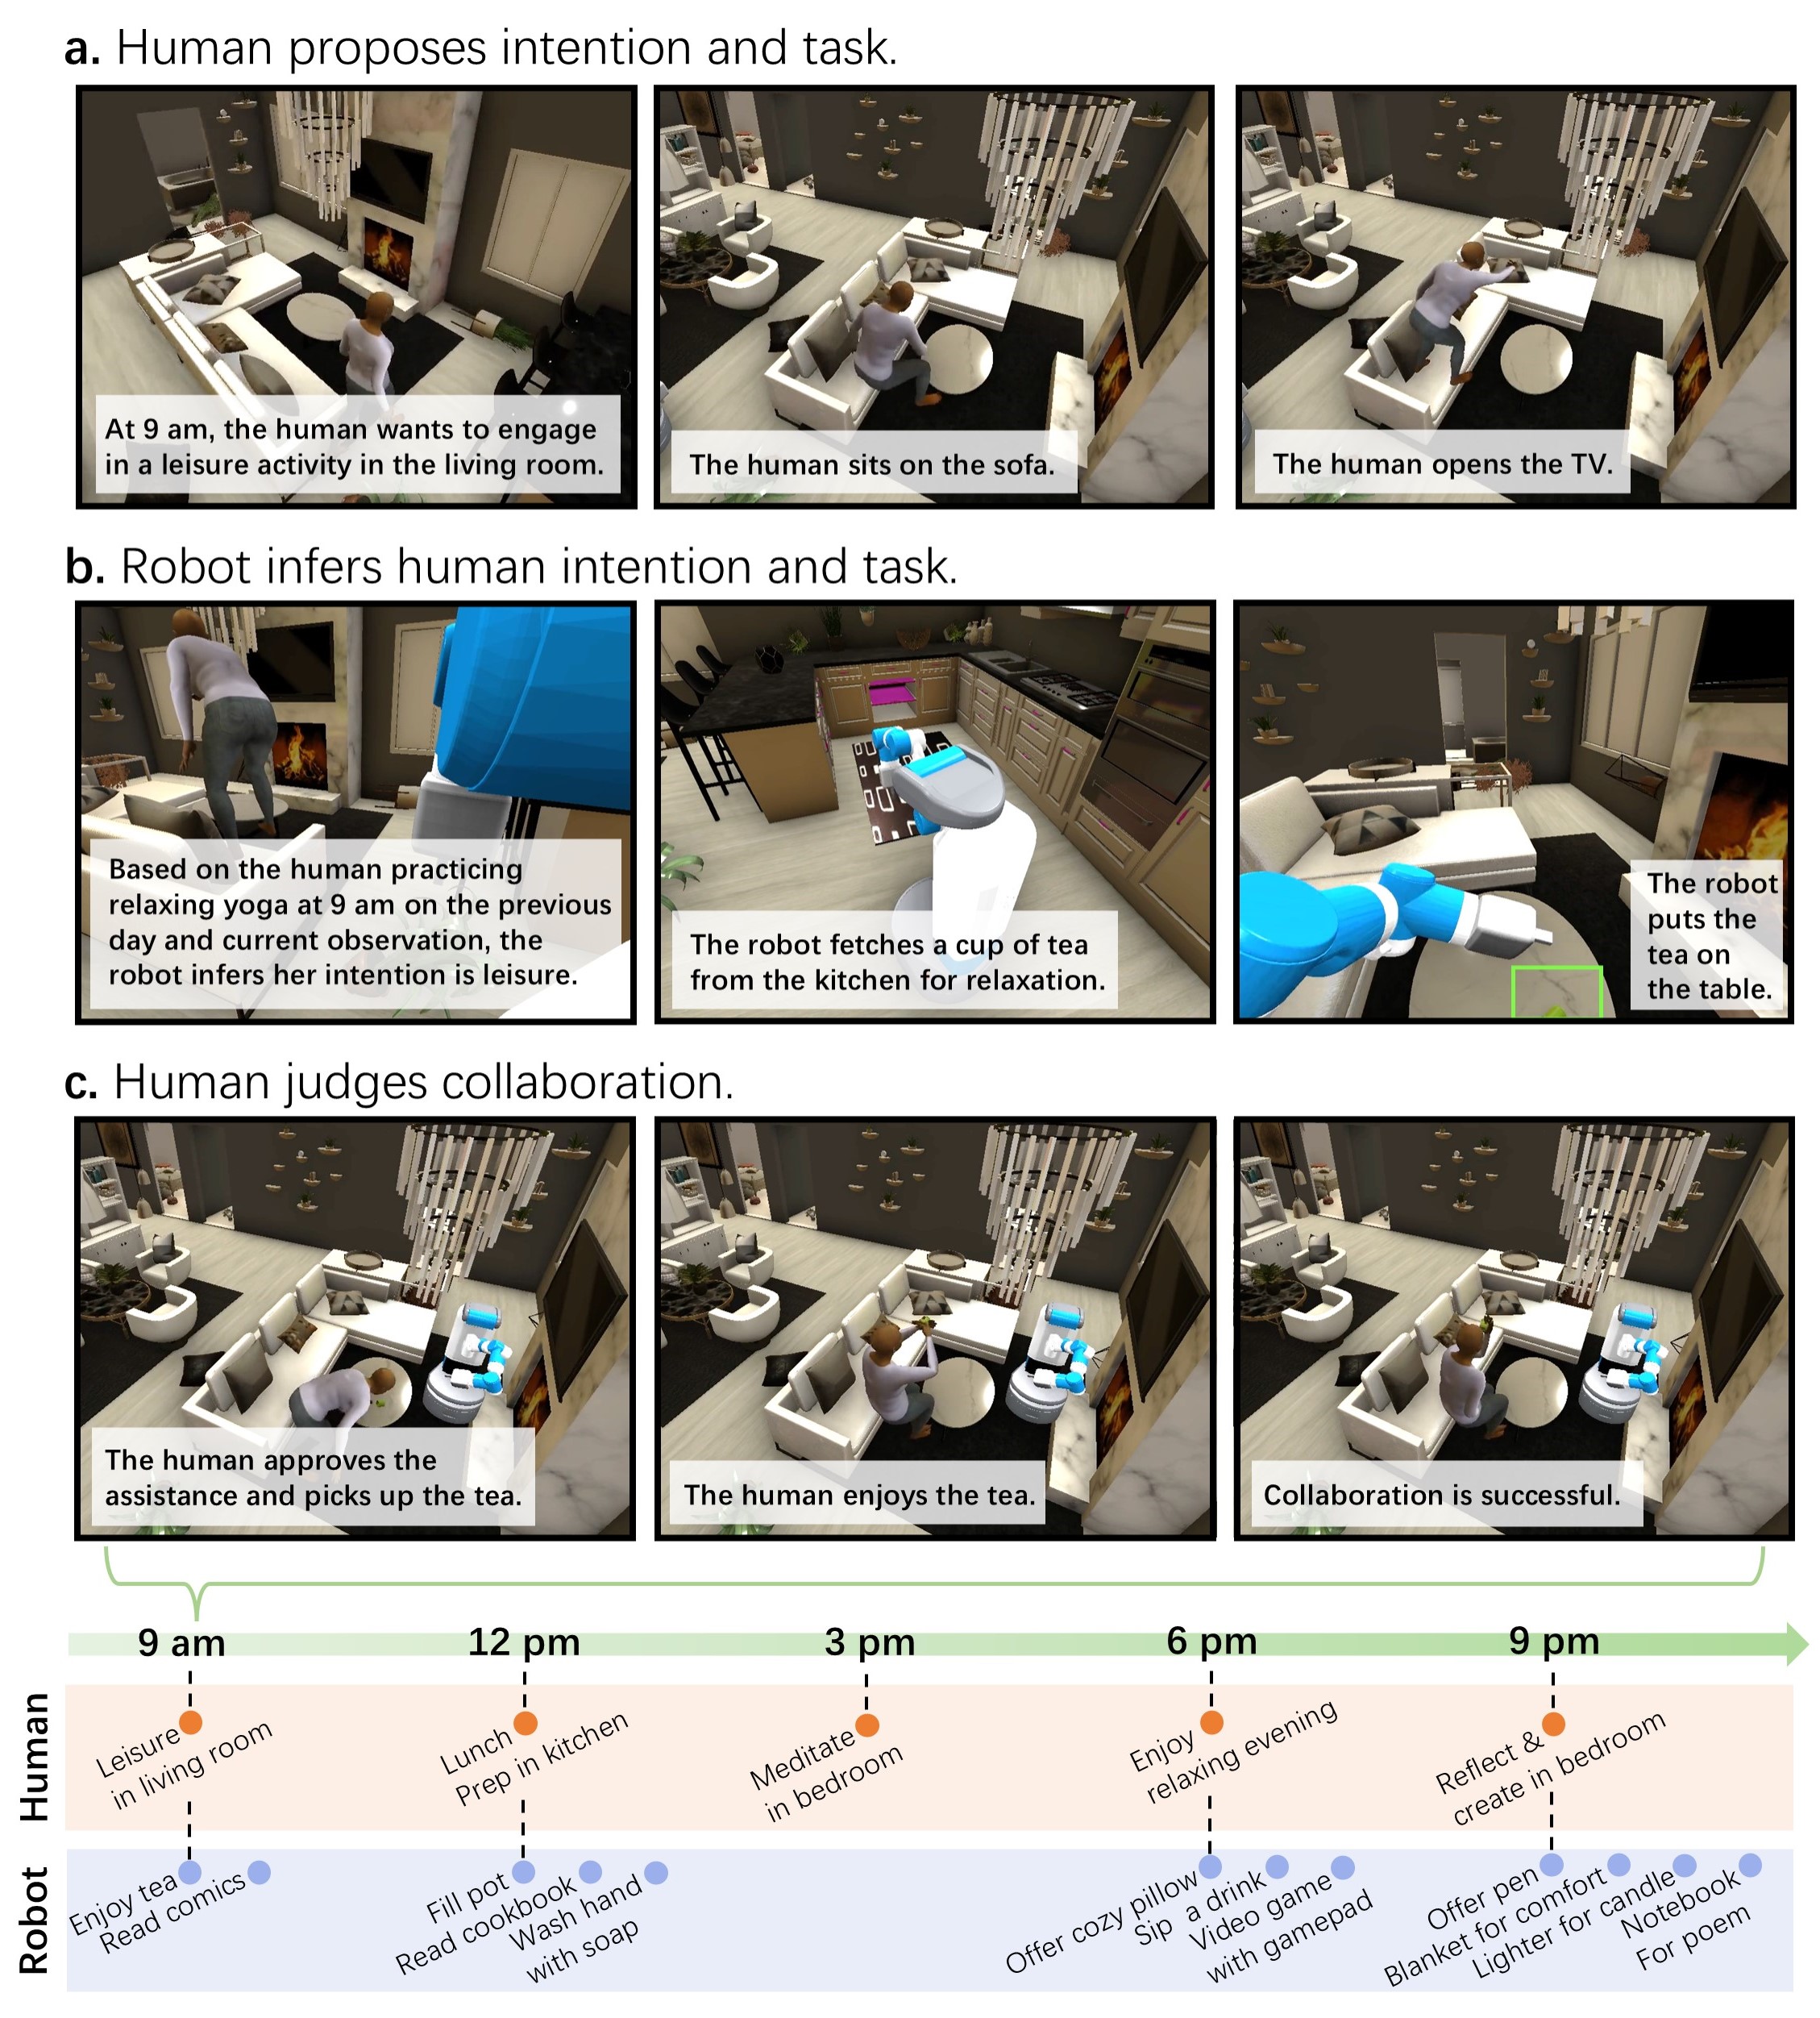 a. Human proposes intention and task.
At 9 am, the human wants to engage
in a leisure activity in the living room.
The human sits on the sofa.
The human opens the TV.
b. Robot infers human intention and task.
Based on the human practicing
relaxing yoga at 9 am on the previous
day and current observation, the
robot infers her intention is leisure.
The robot fetches a cup of tea
from the kitchen for relaxation.
The robot
puts the
tea on
the table.
c. Human judges collaboration.
The human approves the
assistance and picks up the tea.
The human enjoys the tea.
Collaboration is successful.
9 am
12 pm
3 pm
6 pm
9 pm
Human
Leisure
in living room
Lunch
Prep in kitchen
Meditate
in bedroom
Enjoy
relaxing evening
Reflect &
create in bedroom
Robot
Enjoy tea
Read comics
Fill pot
Read cookbook
Wash hand
with soap
Offer cozy pillow
Sip a drink
Video game
with gamepad
Offer pen
Blanket for comfort
Lighter for candle
Notebook
For poem